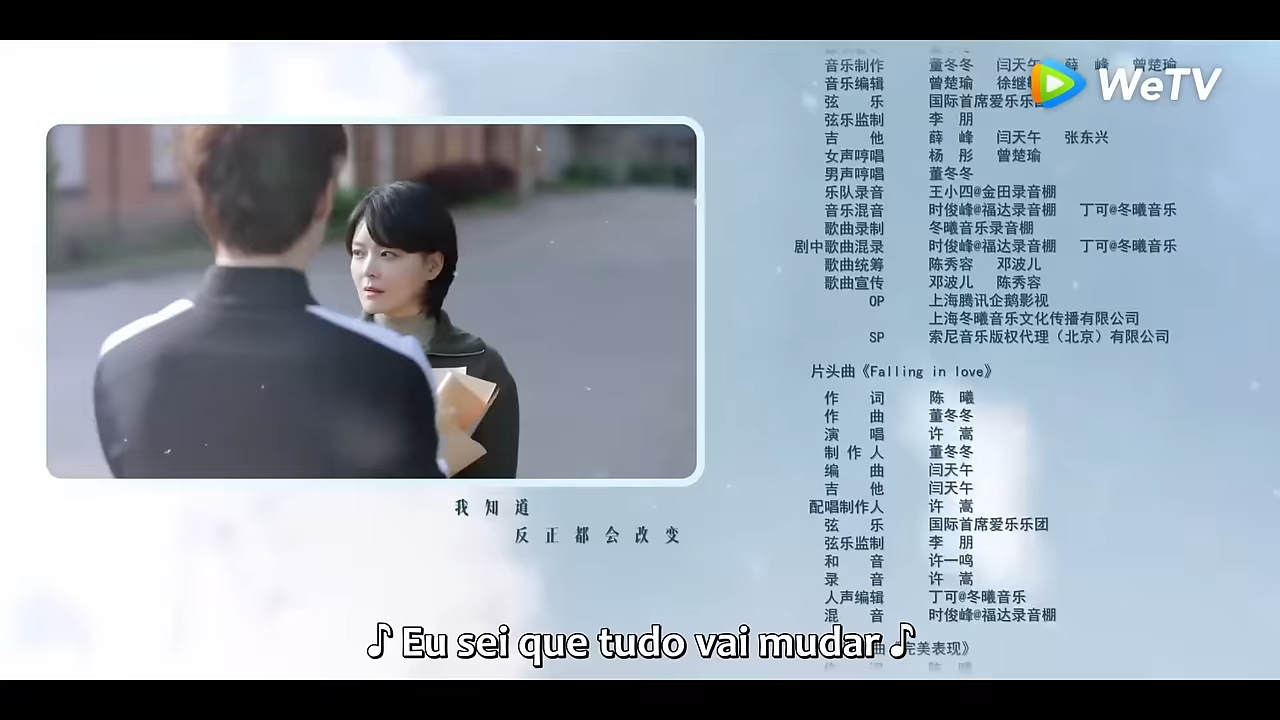 WeTV
音乐制作 董冬冬 闫天午 薛 峰 曾楚瑜
音乐编辑 曾楚瑜 徐继
弦 乐 国际首席爱乐乐团
弦乐监制 李 朋
吉 他 薛 峰 闫天午 张东兴
女声哼唱 杨 彤 曾楚瑜
男声哼唱 董冬冬
乐队录音 王小四@金田录音棚
音乐混音 时俊峰@福达录音棚 丁可@冬曦音乐
歌曲录制 冬曦音乐录音棚
剧中歌曲混录 时俊峰@福达录音棚 丁可@冬曦音乐
歌曲统筹 陈秀容 邓波儿
歌曲宣传 邓波儿 陈秀容
OP 上海腾讯企鹅影视
上海冬曦音乐文化传播有限公司
SP 索尼音乐版权代理（北京）有限公司
片头曲《Falling in love》
作 词 陈 曦
作 曲 董冬冬
演 唱 许 嵩
制 作 人 董冬冬
编 曲 闫天午
吉 他 闫天午
配唱制作人 许 嵩
弦 乐 国际首席爱乐乐团
弦乐监制 李 朋
和 音 许一鸣
录 音 许 嵩
人声编辑 丁可@冬曦音乐
混 音 时俊峰@福达录音棚
曲《完美表现》
我知道
反正都会改变
♪ Eu sei que tudo vai mudar ♪